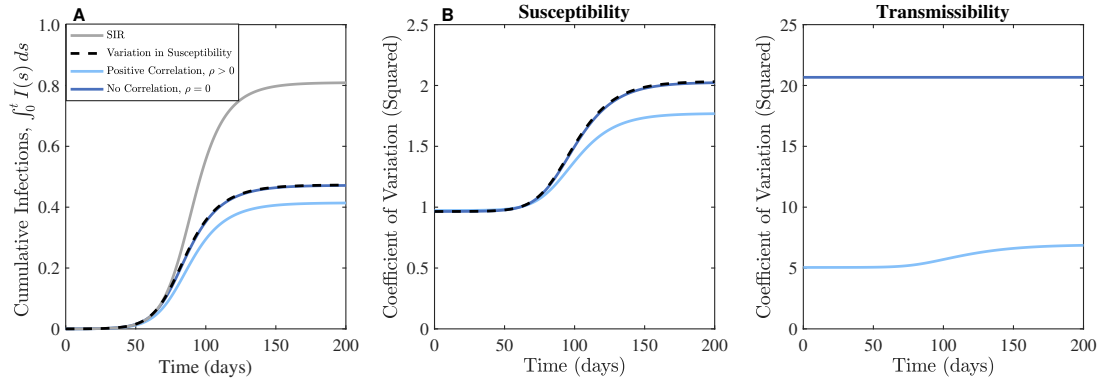 A
Cumulative Infections, ∫₀ᵗ I(s) ds
1.0
0.8
0.6
0.4
0.2
0
0 50 100 150 200
Time (days)
SIR
Variation in Susceptibility
Positive Correlation, ρ > 0
No Correlation, ρ = 0
B
Susceptibility
Coefficient of Variation (Squared)
2.5
2
1.5
1
0.5
0
0 50 100 150 200
Time (days)
Transmissibility
Coefficient of Variation (Squared)
25
20
15
10
5
0
0 50 100 150 200
Time (days)